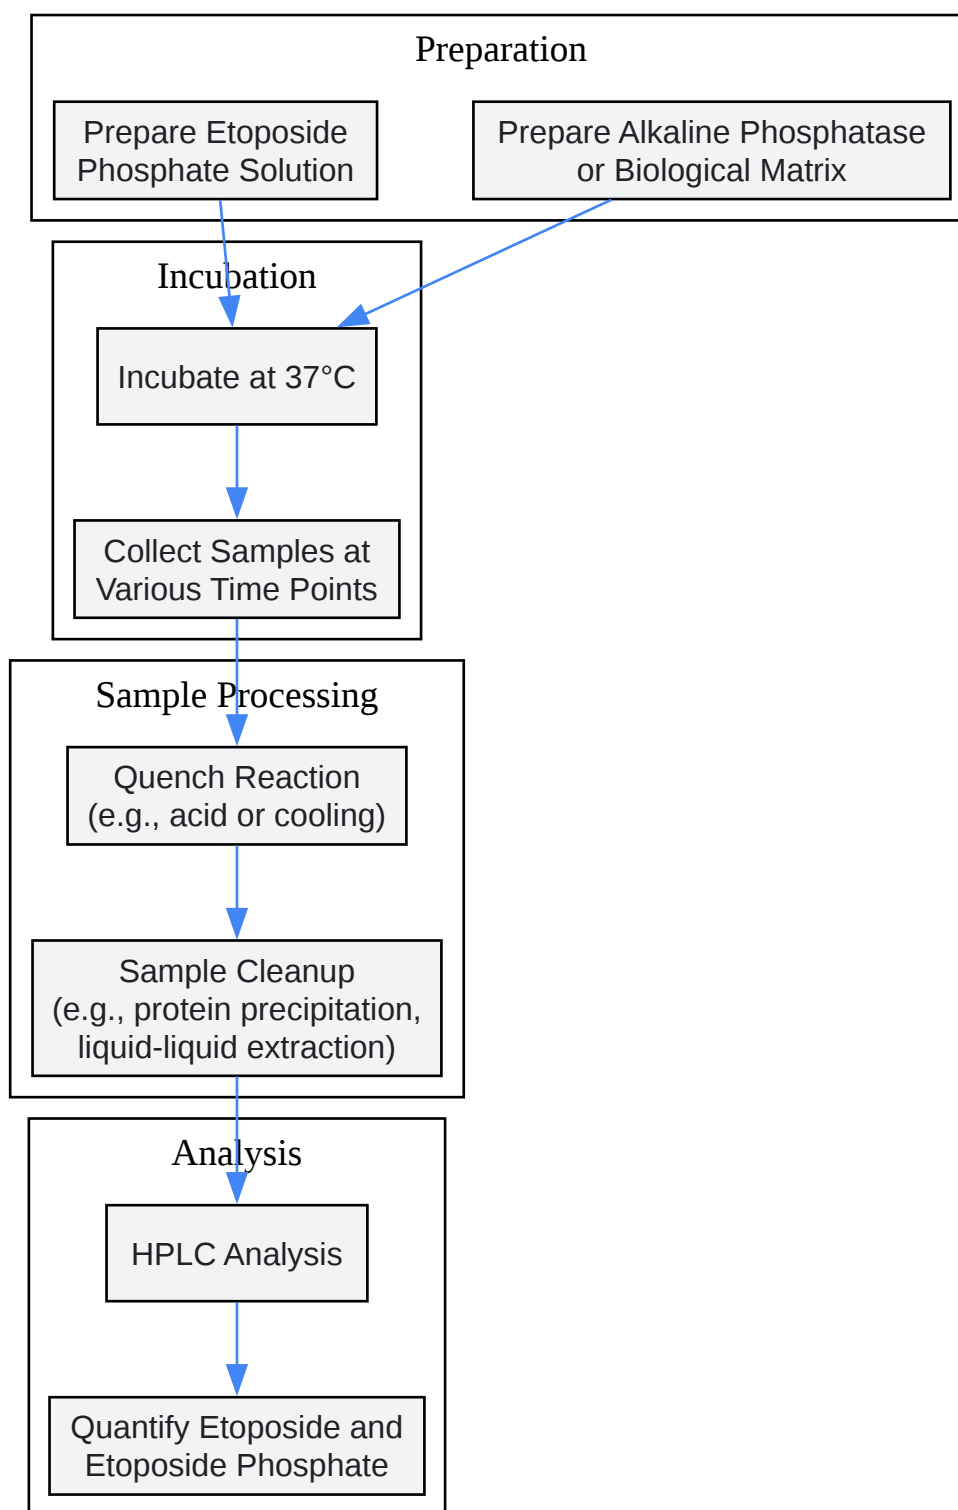 Preparation
Prepare Etoposide
Phosphate Solution
Prepare Alkaline Phosphatase
or Biological Matrix
Incubation
Incubate at 37°C
Collect Samples at
Various Time Points
Sample Processing
Quench Reaction
(e.g., acid or cooling)
Sample Cleanup
(e.g., protein precipitation,
liquid-liquid extraction)
Analysis
HPLC Analysis
Quantify Etoposide and
Etoposide Phosphate